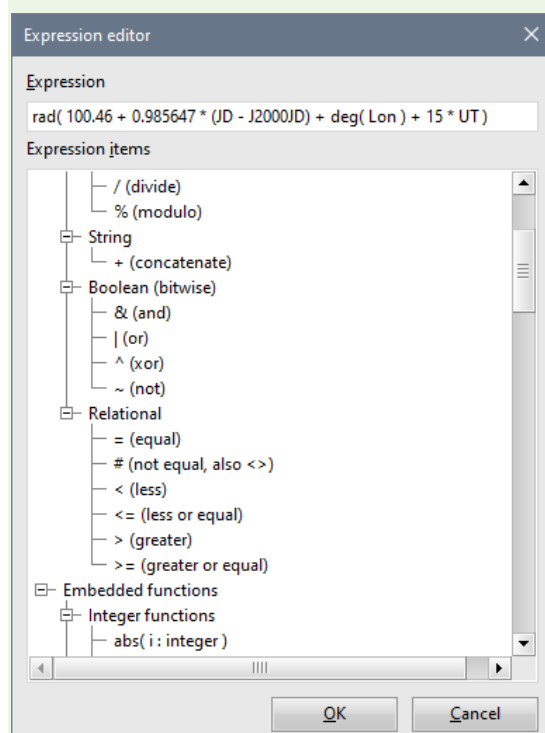 Expression editor
Expression
rad( 100.46 + 0.985647 * (JD - J2000JD) + deg( Lon ) + 15 * UT )
Expression items
/ (divide)
% (modulo)
String
+ (concatenate)
Boolean (bitwise)
& (and)
| (or)
^ (xor)
~ (not)
Relational
= (equal)
# (not equal, also <>)
< (less)
<= (less or equal)
> (greater)
>= (greater or equal)
Embedded functions
Integer functions
abs( i : integer )
OK Cancel